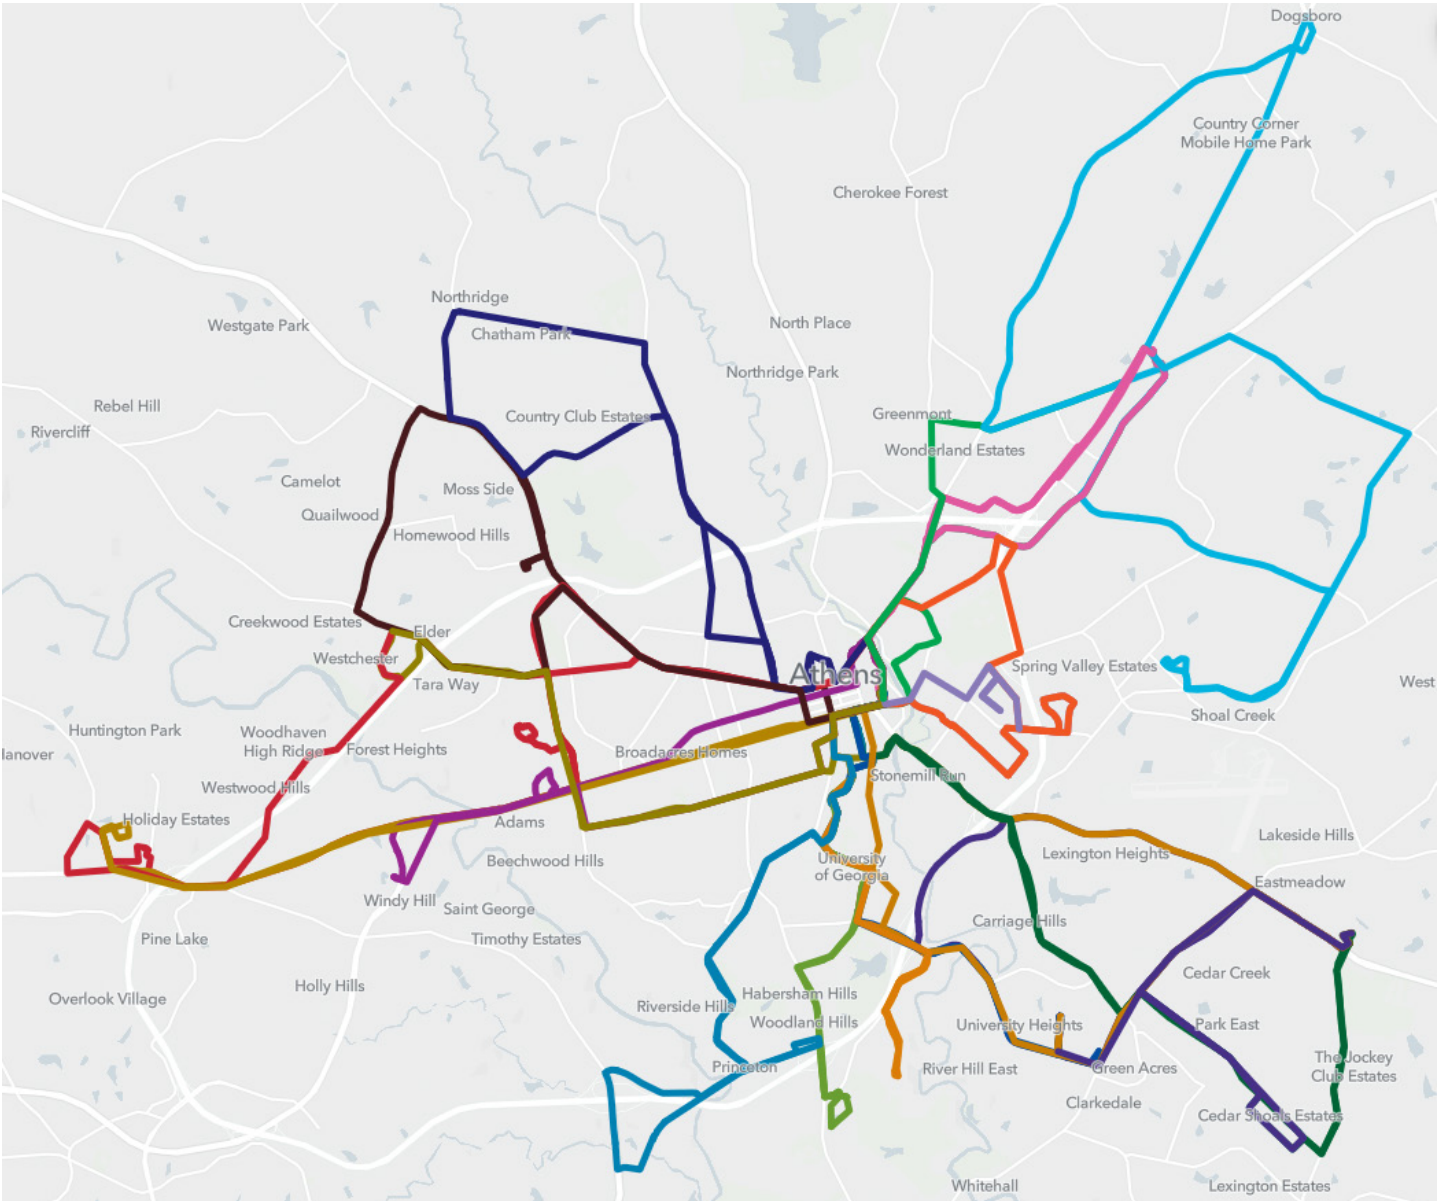 Dogsboro
Country Corner
Mobile Home Park
Cherokee Forest
Northridge
Westgate Park
Chatham Park
North Place
Northridge Park
Rebel Hill
Rivercliff
Country Club Estates
Greenmont
Wonderland Estates
Camelot
Moss Side
Quailwood
Homewood Hills
Creekwood Estates
Elder
Westchester
Tara Way
Athens
Spring Valley Estates
West
Shoal Creek
Huntington Park
Woodhaven
High Ridge
Forest Heights
Broadacres Homes
lanover
Stonemill Run
Westwood Hills
Holiday Estates
Adams
Lakeside Hills
Lexington Heights
Beechwood Hills
University
of Georgia
Eastmeadow
Windy Hill
Saint George
Carriage Hills
Pine Lake
Timothy Estates
Cedar Creek
Holly Hills
Overlook Village
Habersham Hills
Riverside Hills
Woodland Hills
University Heights
Park East
Princeton
River Hill East
Green Acres
The Jockey
Club Estates
Clarkedale
Cedar Shoals Estates
Whitehall
Lexington Estates